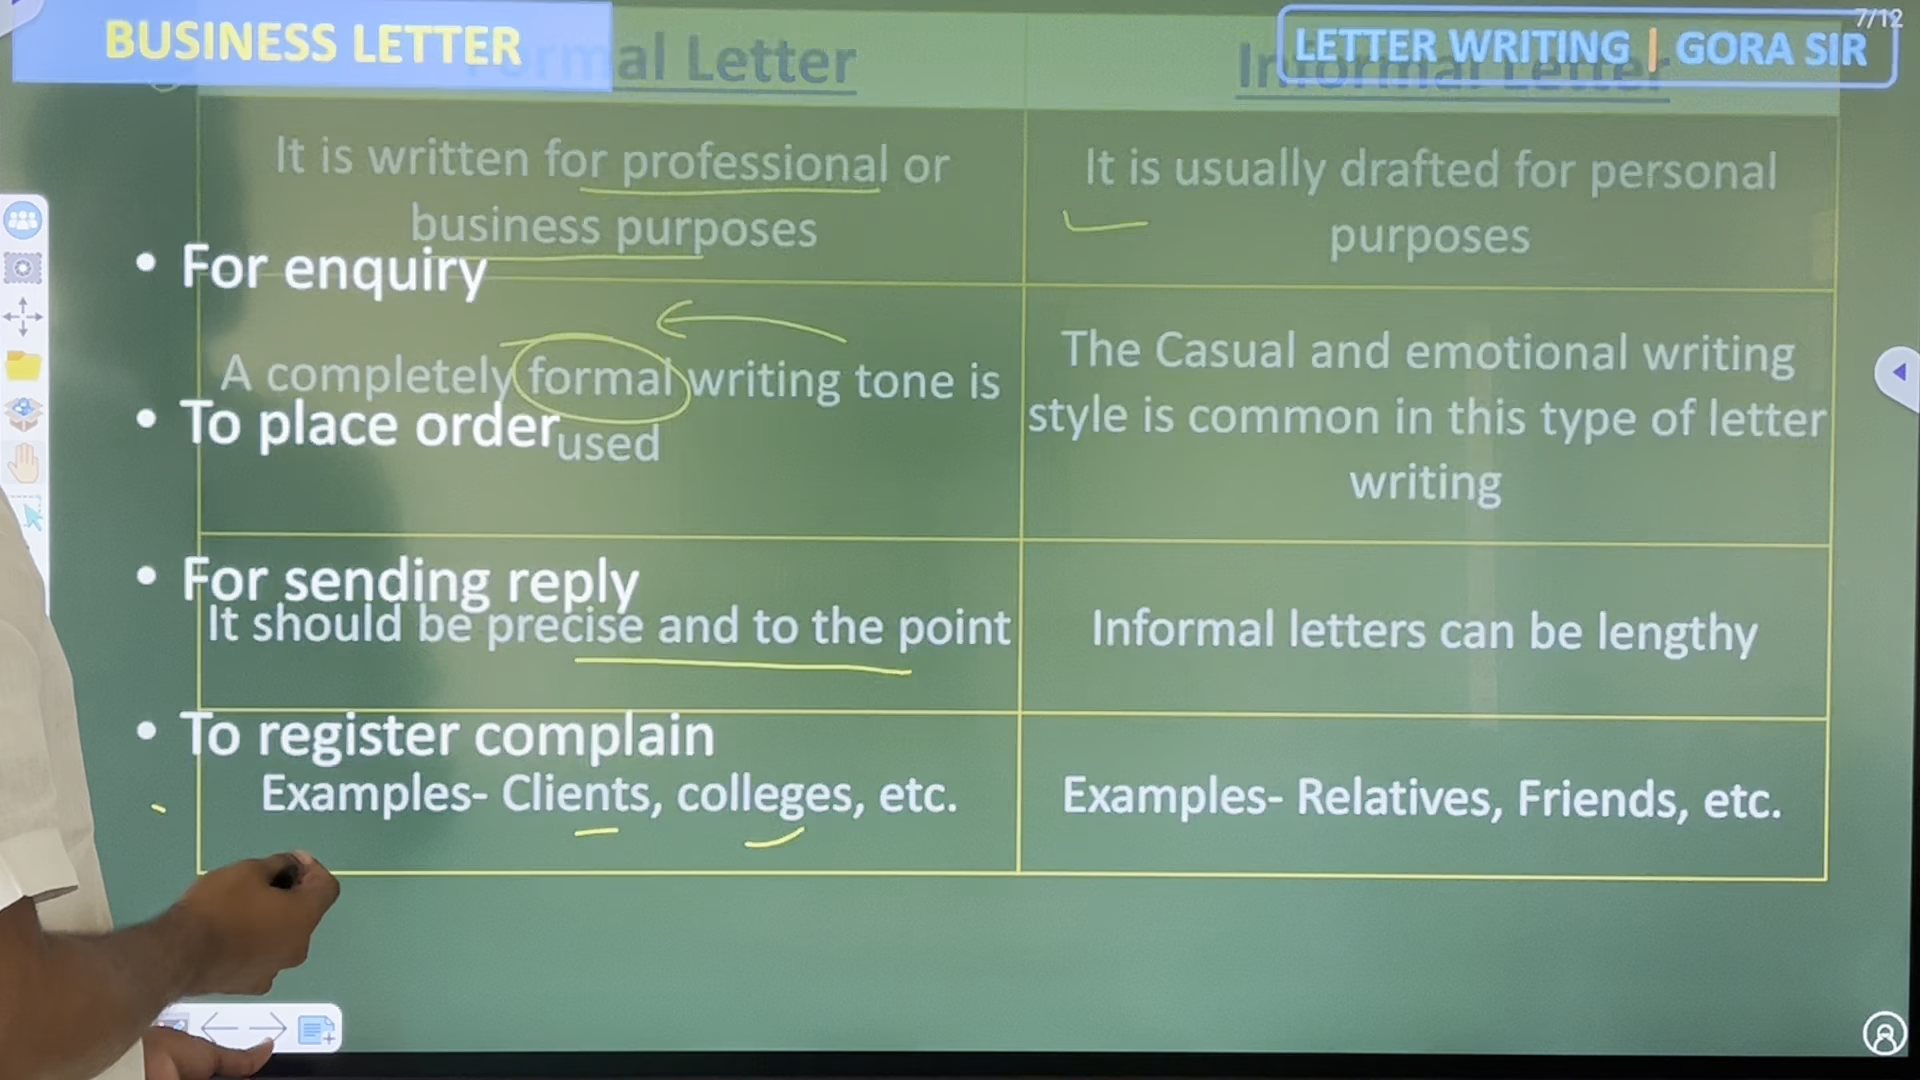 7/12
BUSINESS LETTER
LETTER WRITING | GORA SIR
Formal Letter
Informal Letter
It is written for professional or
business purposes
It is usually drafted for personal
purposes
A completely formal writing tone is
used
The Casual and emotional writing
style is common in this type of letter
writing
It should be precise and to the point
Informal letters can be lengthy
Examples- Clients, colleges, etc.
Examples- Relatives, Friends, etc.
• For enquiry
• To place order
• For sending reply
• To register complain